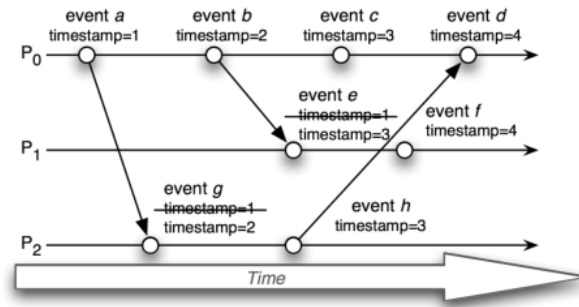 event a
timestamp=1
event b
timestamp=2
event c
timestamp=3
event d
timestamp=4
P0
event e
timestamp=1
timestamp=3
event f
timestamp=4
P1
event g
timestamp=1
timestamp=2
event h
timestamp=3
P2
Time